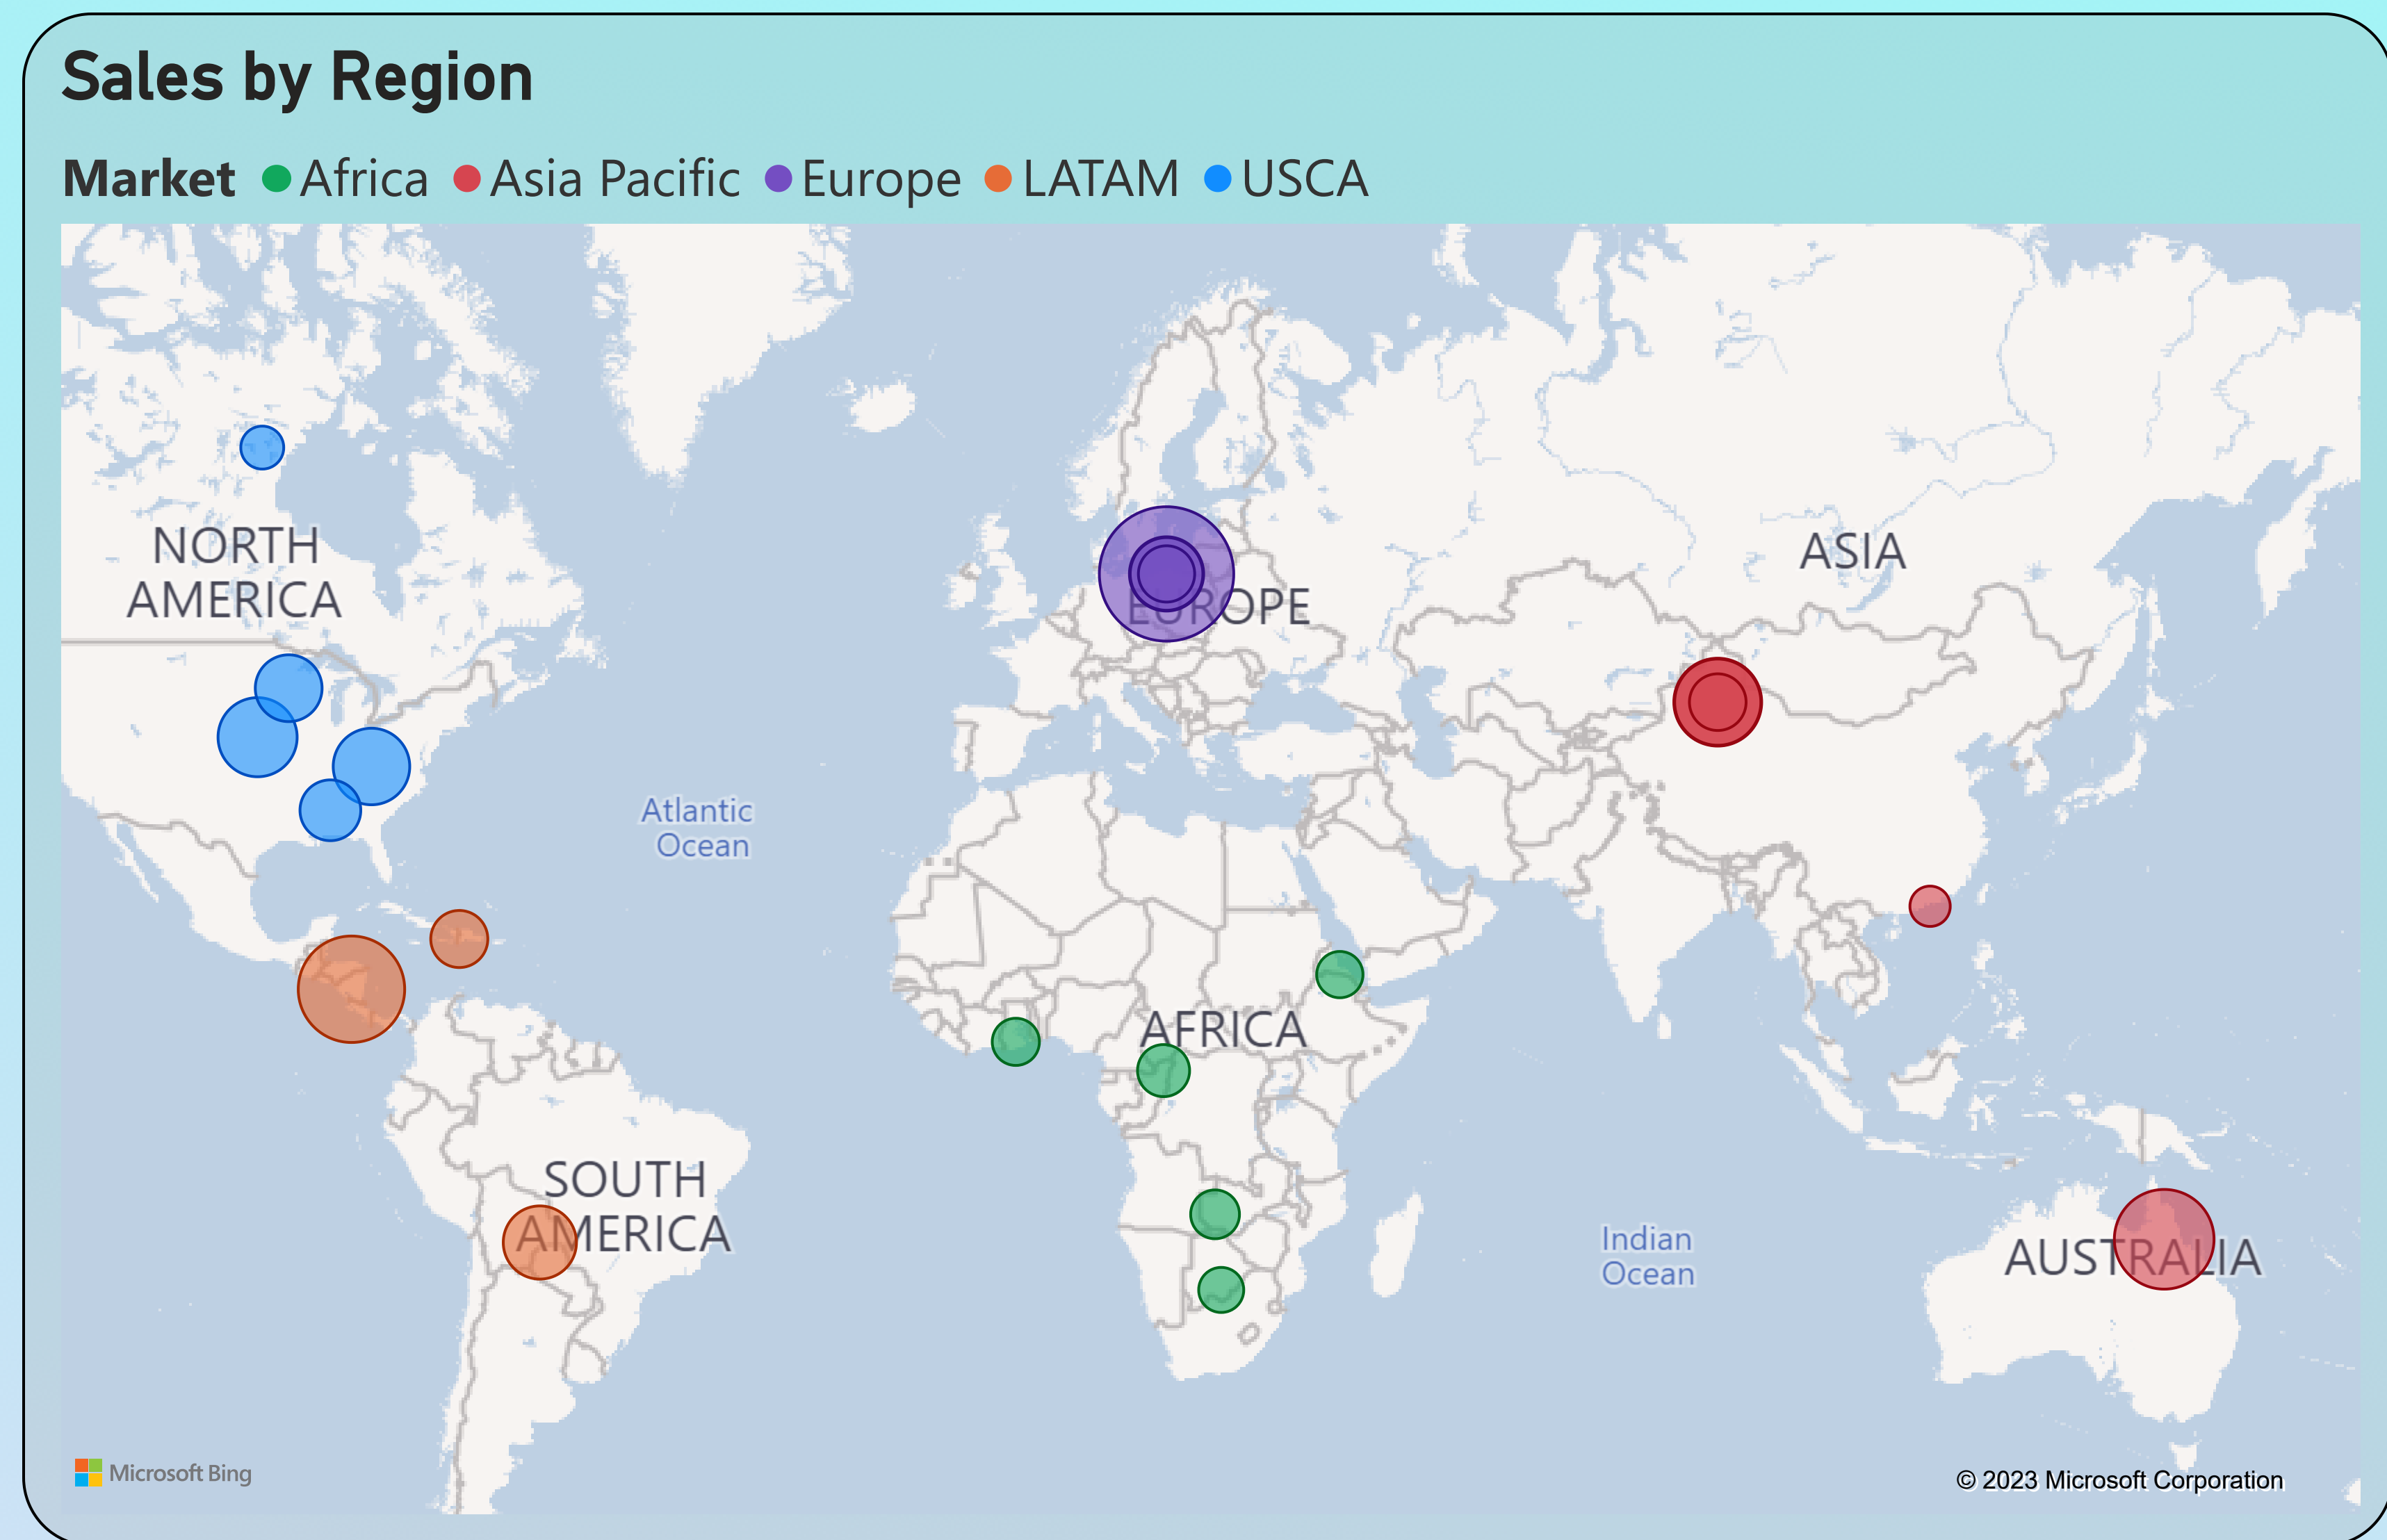 Sales by Region
Market Africa Asia Pacific Europe LATAM USCA
NORTH
AMERICA
EUROPE
ASIA
Atlantic
Ocean
AFRICA
SOUTH
AMERICA
Indian
Ocean
AUSTRALIA
Microsoft Bing
© 2023 Microsoft Corporation